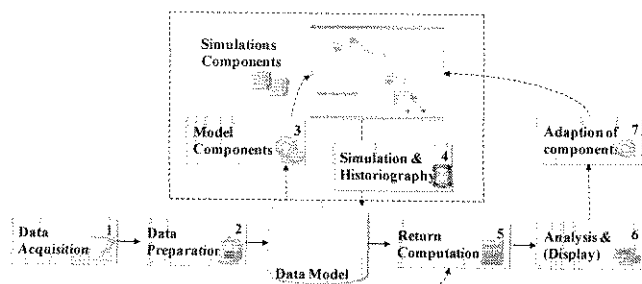 Simulations
Components
3
Model
Components
4
Simulation &
Historiography
7
Adaption of
components
1
Data
Acquisition
2
Data
Preparation
Data Model
5
Return
Computation
6
Analysis &
(Display)